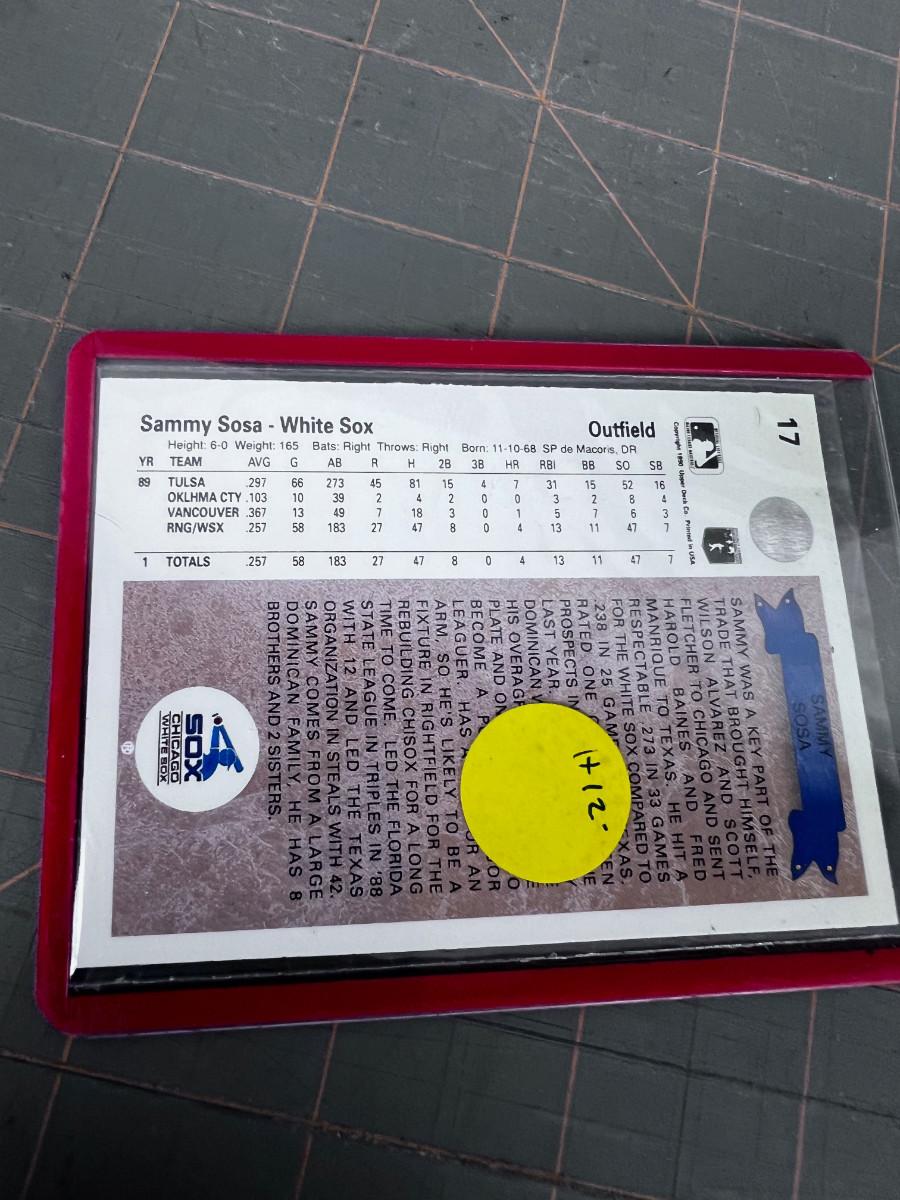 17
Sammy Sosa - White Sox Outfield
Height: 6-0 Weight: 165 Bats: Right Throws: Right Born: 11-10-68 SP de Macoris, DR
YR TEAM AVG G AB R H 2B 3B HR RBI BB SO SB
89 TULSA .297 66 273 45 81 15 4 7 31 15 52 16
OKLHMA CTY .103 10 39 2 4 2 0 0 3 2 8 4
VANCOUVER .367 13 49 7 18 3 0 1 5 7 6 3
RNG/WSX .257 58 183 27 47 8 0 4 13 11 47 7
1 TOTALS .257 58 183 27 47 8 0 4 13 11 47 7
Copyright 1990 Upper Deck Co. Printed in USA
SAMMY
SOSA
SAMMY WAS A KEY PART OF THE
TRADE THAT BROUGHT HIMSELF,
WILSON ALVAREZ AND SCOTT
FLETCHER TO CHICAGO AND SENT
HAROLD BAINES AND FRED
MANRIQUE TO TEXAS. HE HIT A
RESPECTABLE .273 IN 33 GAMES
FOR THE WHITE SOX COMPARED TO
.238 IN 25 GAME
RATED ONE
PROSPECTS IN
LAST YEAR,
DOMINICAN
HIS OVERAGE
PLATE AND ON
BECOME A
LEAGUER. HAS
ARM, SO HE'S LIKELY TO BE A
FIXTURE IN RIGHTFIELD FOR THE
REBUILDING CHISOX FOR A LONG
TIME TO COME. LED THE FLORIDA
STATE LEAGUE IN TRIPLES IN '88
WITH 12 AND LED THE TEXAS
ORGANIZATION IN STEALS WITH 42.
SAMMY COMES FROM A LARGE
DOMINICAN FAMILY, HE HAS 8
BROTHERS AND 2 SISTERS.
SOX
CHICAGO
WHITE SOX
®